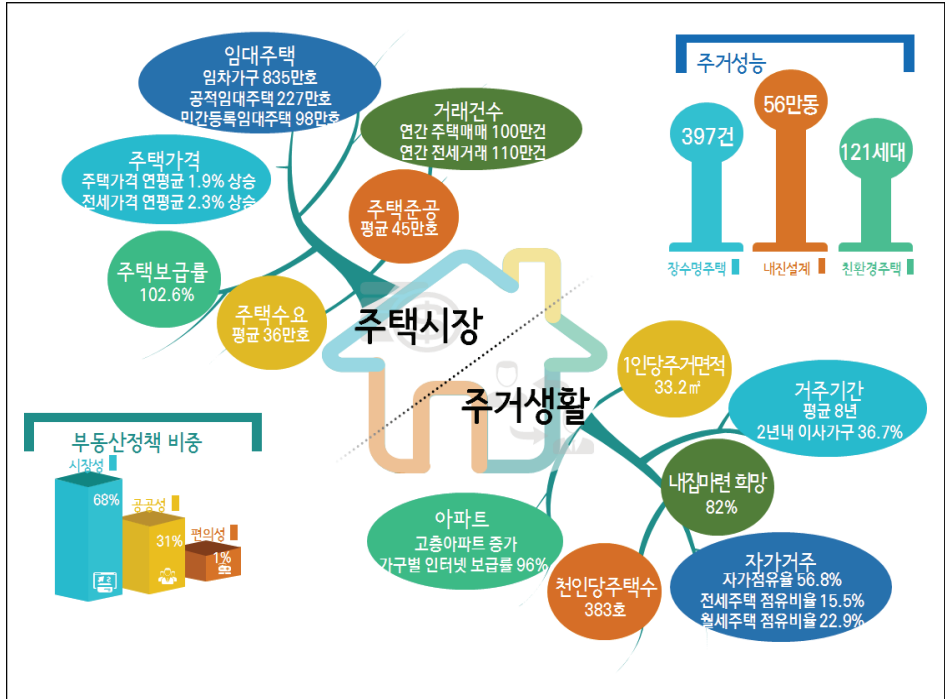 임대주택
임차가구 835만호
공적임대주택 227만호
민간등록임대주택 98만호
거래건수
연간 주택매매 100만건
연간 전세거래 110만건
주택가격
주택가격 연평균 1.9% 상승
전세가격 연평균 2.3% 상승
주택준공
평균 45만호
주택보급률
102.6%
주택수요
평균 36만호
주택시장
주거성능
397건
56만동
121세대
장수명주택
내진설계
친환경주택
주거생활
1인당주거면적
33.2㎡
거주기간
평균 8년
2년내 이사가구 36.7%
내집마련 희망
82%
아파트
고층아파트 증가
가구별 인터넷 보급률 96%
천인당주택수
383호
자가거주
자가점유율 56.8%
전세주택 점유비율 15.5%
월세주택 점유비율 22.9%
부동산정책 비중
시장성
68%
공공성
31%
편의성
1%